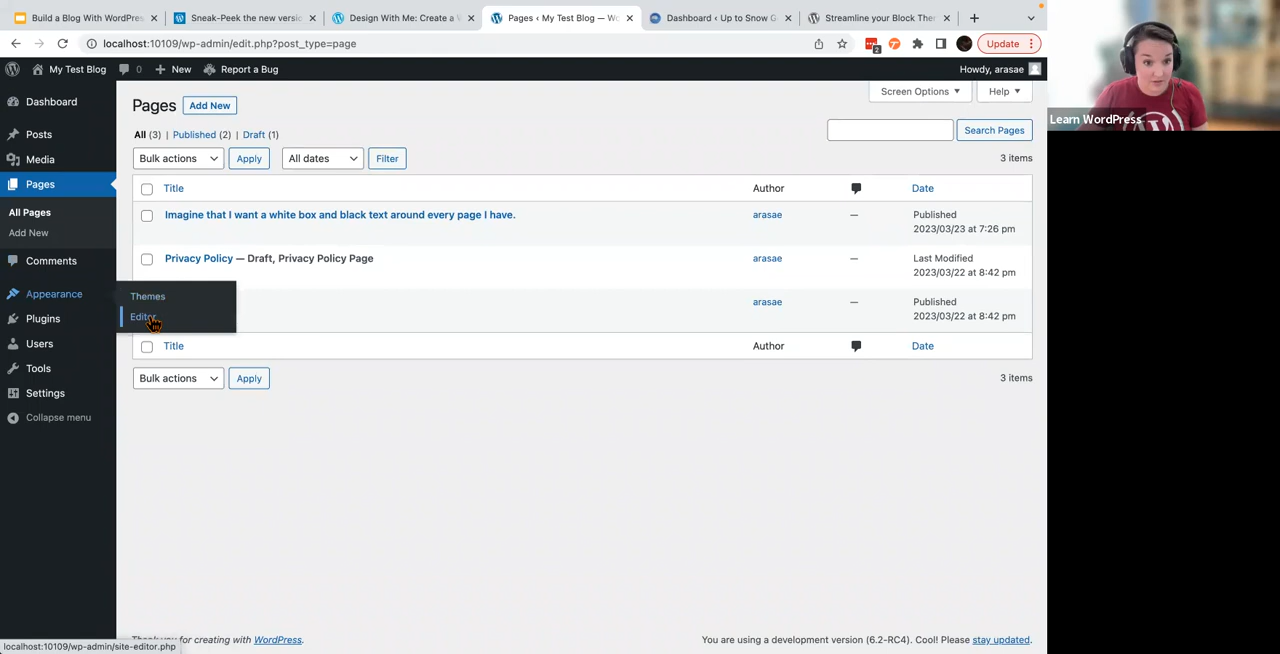 Build a Blog With WordPres
Sneak-Peek the new versio
Design With Me: Create a
Pages ‹ My Test Blog — Wo
Dashboard ‹ Up to Snow G
Streamline your Block Ther
localhost:10109/wp-admin/edit.php?post_type=page
2
Update
My Test Blog 0 New Report a Bug
Howdy, arasae
Learn WordPress
Dashboard
Posts
Media
Pages
All Pages
Add New
Comments
Appearance
Plugins
Users
Tools
Settings
Collapse menu
Themes
Editor
Pages Add New
Screen Options Help
All (3) | Published (2) | Draft (1)
Search Pages
Bulk actions Apply All dates Filter
3 items
Title Author Date
Imagine that I want a white box and black text around every page I have. arasae — Published
2023/03/23 at 7:26 pm
Privacy Policy — Draft, Privacy Policy Page arasae — Last Modified
2023/03/22 at 8:42 pm
arasae — Published
2023/03/22 at 8:42 pm
Title Author Date
Bulk actions Apply
3 items
Thank you for creating with WordPress.
You are using a development version (6.2-RC4). Cool! Please stay updated.
localhost:10109/wp-admin/site-editor.php